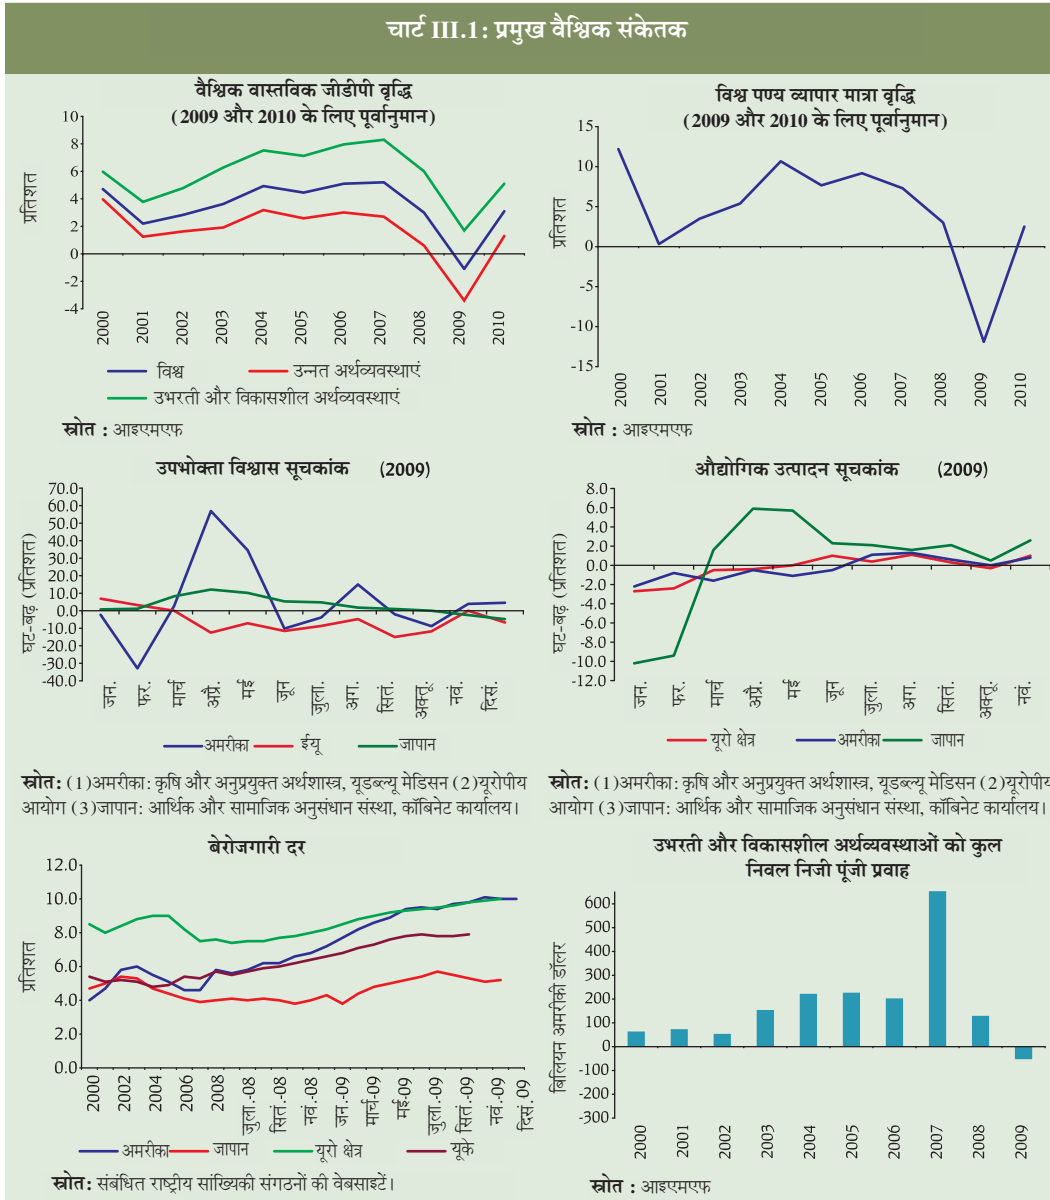 चार्ट III.1: प्रमुख वैश्विक संकेतक
वैश्विक वास्तविक जीडीपी वृद्धि
(2009 और 2010 के लिए पूर्वानुमान)
प्रतिशत
10
8
6
4
2
0
-2
-4
2000 2001 2002 2003 2004 2005 2006 2007 2008 2009 2010
विश्व उन्नत अर्थव्यवस्थाएं
उभरती और विकासशील अर्थव्यवस्थाएं
स्रोत : आइएमएफ
विश्व पण्य व्यापार मात्रा वृद्धि
(2009 और 2010 के लिए पूर्वानुमान)
प्रतिशत
15
10
5
0
-5
-10
-15
2000 2001 2002 2003 2004 2005 2006 2007 2008 2009 2010
स्रोत : आइएमएफ
उपभोक्ता विश्वास सूचकांक (2009)
घट-बढ़ (प्रतिशत)
70.0
60.0
50.0
40.0
30.0
20.0
10.0
0.0
-10.0
-20.0
-30.0
-40.0
जन. फर. मार्च अप्रै. मई जून जुला. अग. सितं. अक्तू. नवं. दिसं.
अमरीका ईयू जापान
स्रोत: (1)अमरीका: कृषि और अनुप्रयुक्त अर्थशास्त्र, यूडब्ल्यू मेडिसन (2)यूरोपीय
आयोग (3)जापान: आर्थिक और सामाजिक अनुसंधान संस्था, कॉबिनेट कार्यालय।
औद्योगिक उत्पादन सूचकांक (2009)
घट-बढ़ (प्रतिशत)
8.0
6.0
4.0
2.0
0.0
-2.0
-4.0
-6.0
-8.0
-10.0
-12.0
जन. फर. मार्च अप्रै. मई जून जुला. अग. सितं. अक्तू. नवं.
यूरो क्षेत्र अमरीका जापान
स्रोत: (1)अमरीका: कृषि और अनुप्रयुक्त अर्थशास्त्र, यूडब्ल्यू मेडिसन (2)यूरोपीय
आयोग (3)जापान: आर्थिक और सामाजिक अनुसंधान संस्था, कॉबिनेट कार्यालय।
बेरोजगारी दर
प्रतिशत
12.0
10.0
8.0
6.0
4.0
2.0
0.0
2000 2002 2004 2006 2008 जुला.-08 सितं.-08 नवं.-08 जन.-09 मार्च-09 मई-09 जुला.-09 सितं.-09 नवं.-09 दिसं.09
अमरीका जापान यूरो क्षेत्र यूके
स्रोत: संबंधित राष्ट्रीय सांख्यिकी संगठनों की वेबसाइटें।
उभरती और विकासशील अर्थव्यवस्थाओं को कुल
निवल निजी पूंजी प्रवाह
बिलियन अमरीकी डॉलर
600
500
400
300
200
100
0
-100
-200
-300
2000 2001 2002 2003 2004 2005 2006 2007 2008 2009
स्रोत : आइएमएफ